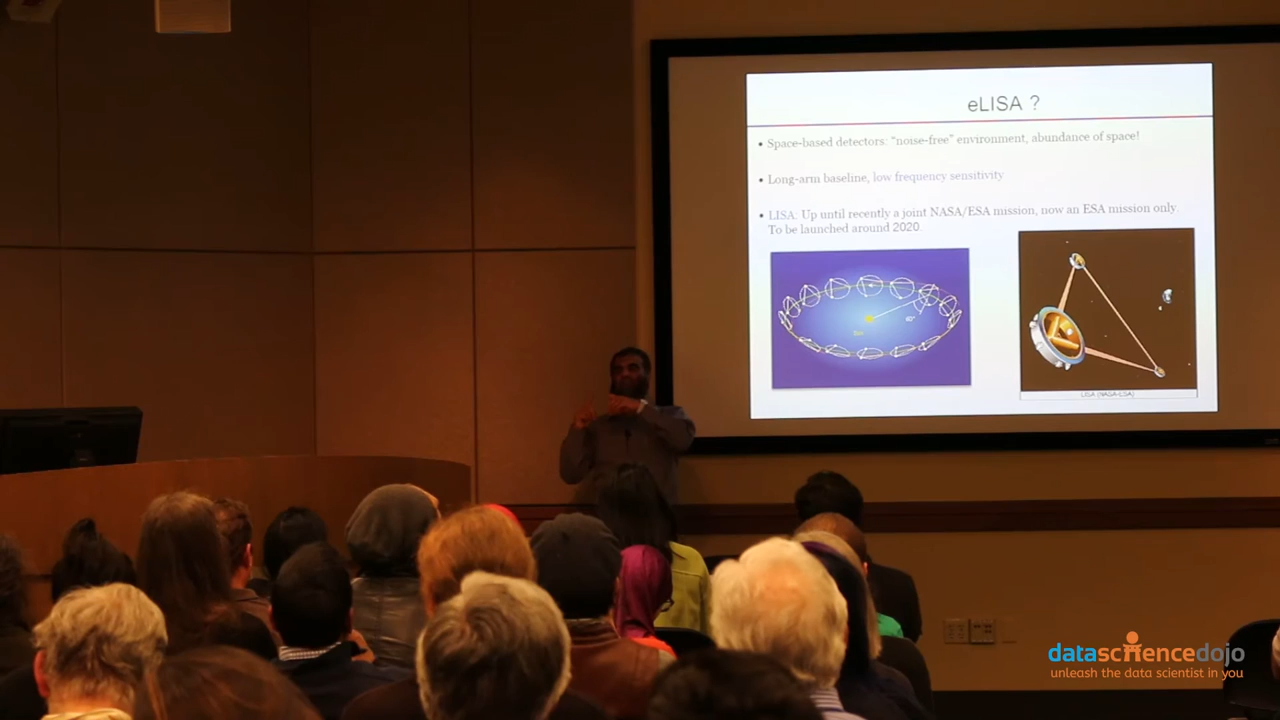 eLISA ?
• Space-based detectors: “noise-free” environment, abundance of space!
• Long-arm baseline, low frequency sensitivity
• LISA: Up until recently a joint NASA/ESA mission, now an ESA mission only.
To be launched around 2020.
LISA (NASA-ESA)
datasciencedojo
unleash the data scientist in you